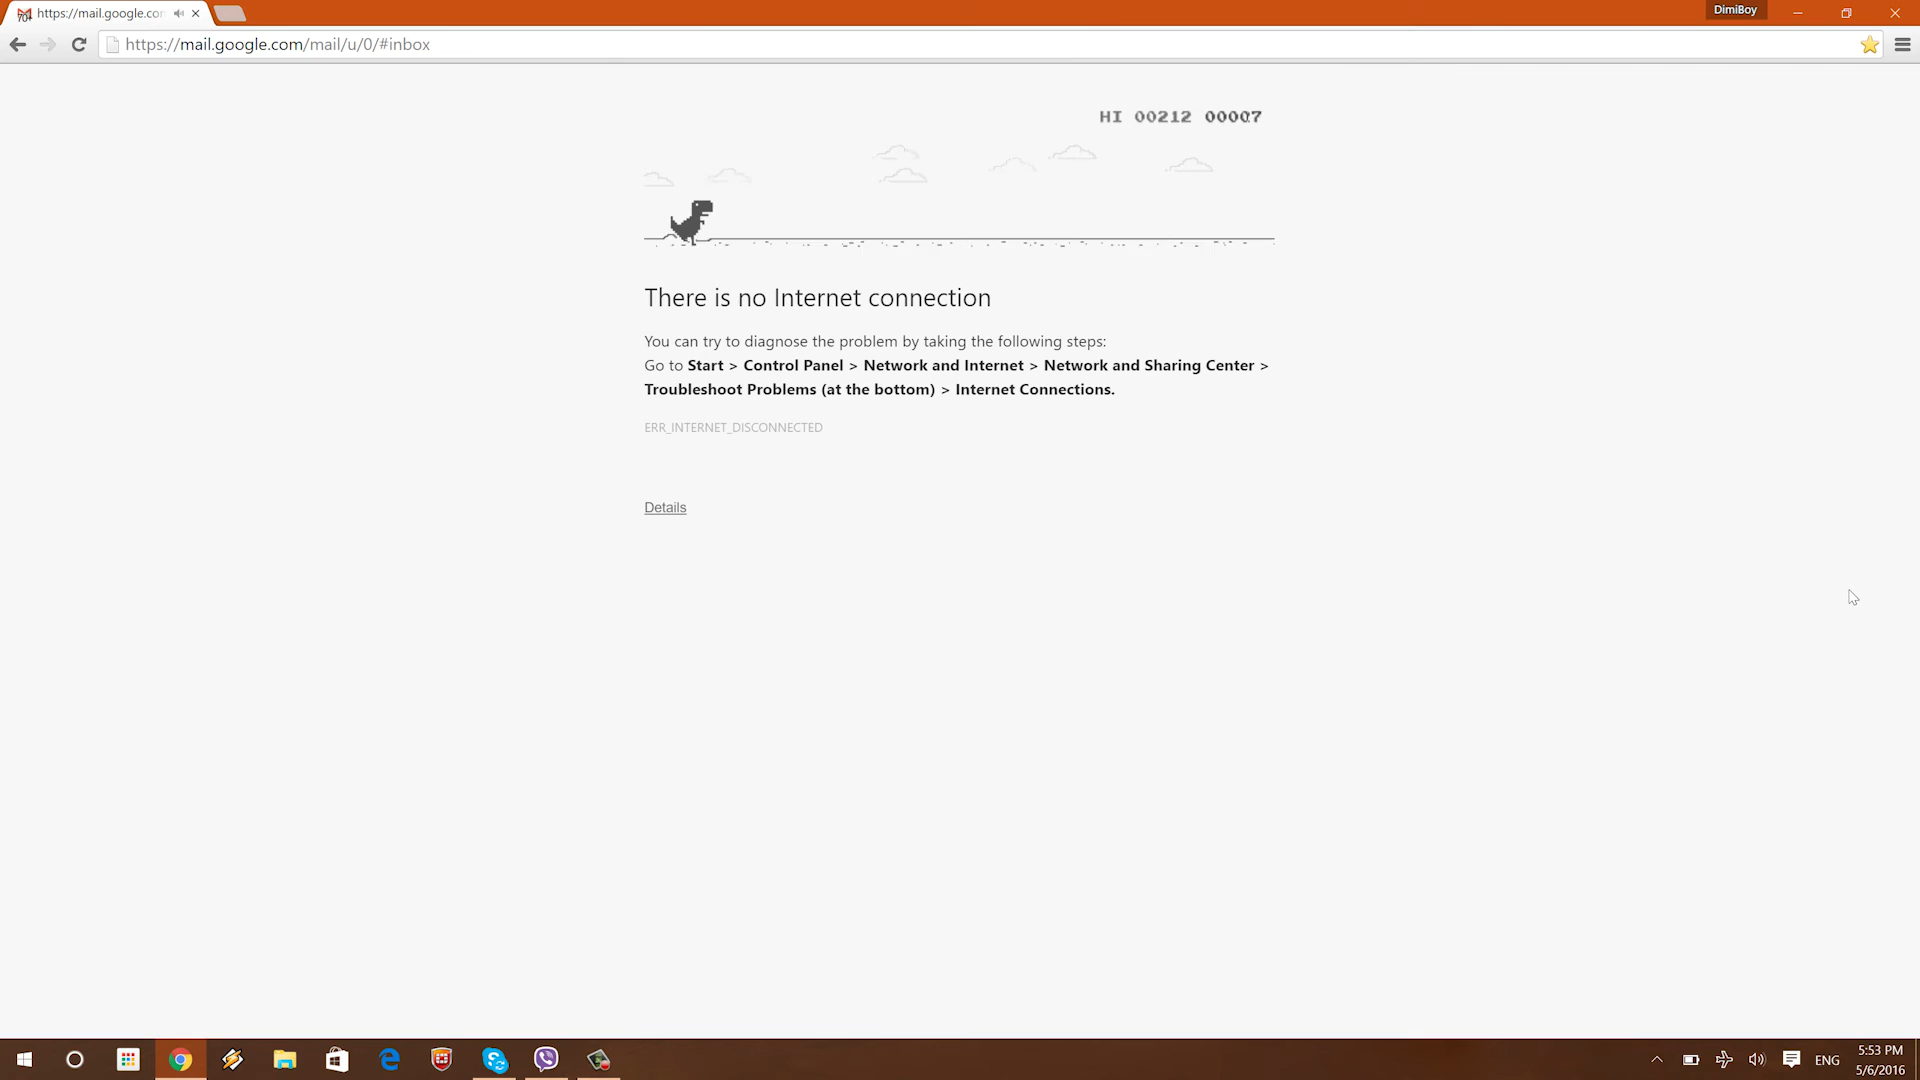 https://mail.google.con
DimiBoy
https://mail.google.com/mail/u/0/#inbox
HI 00212 00007
There is no Internet connection
You can try to diagnose the problem by taking the following steps:
Go to Start > Control Panel > Network and Internet > Network and Sharing Center >
Troubleshoot Problems (at the bottom) > Internet Connections.
ERR_INTERNET_DISCONNECTED
Details
ENG
5:53 PM
5/6/2016